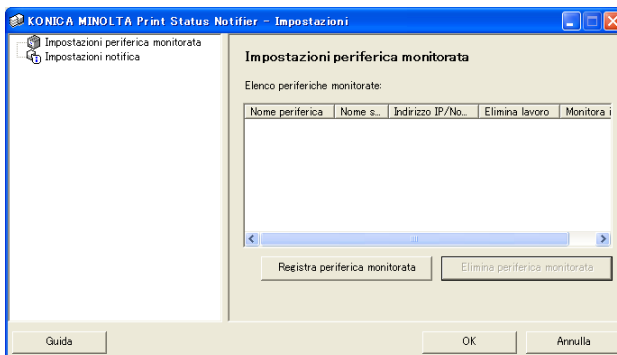 KONICA MINOLTA Print Status Notifier - Impostazioni
Impostazioni periferica monitorata
Impostazioni notifica
Impostazioni periferica monitorata
Elenco periferiche monitorate:
Nome periferica Nome s... Indirizzo IP/No... Elimina lavoro Monitora i
Registra periferica monitorata Elimina periferica monitorata
Guida OK Annulla